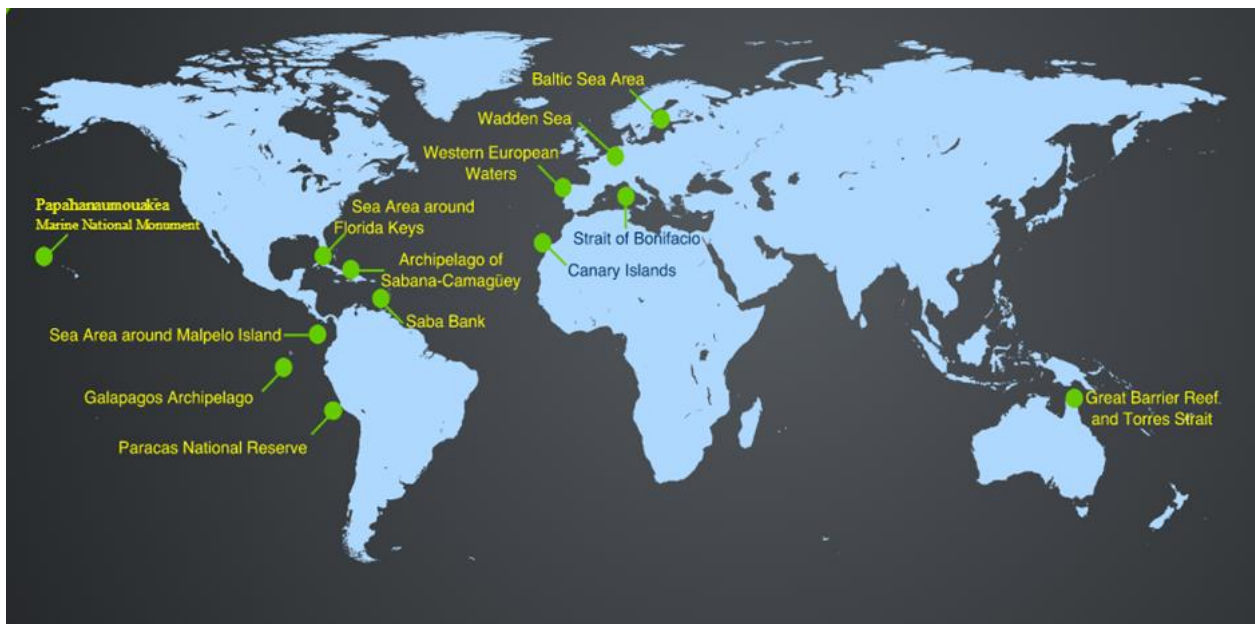 Baltic Sea Area
Wadden Sea
Western European
Waters
Papahanaumouakea
Marine National Monument
Sea Area around
Florida Keys
Strait of Bonifacio
Archipelago of
Sabana-Camagüey
Canary Islands
Saba Bank
Sea Area around Malpelo Island
Galapagos Archipelago
Great Barrier Reef.
and Torres Strait
Paracas National Reserve